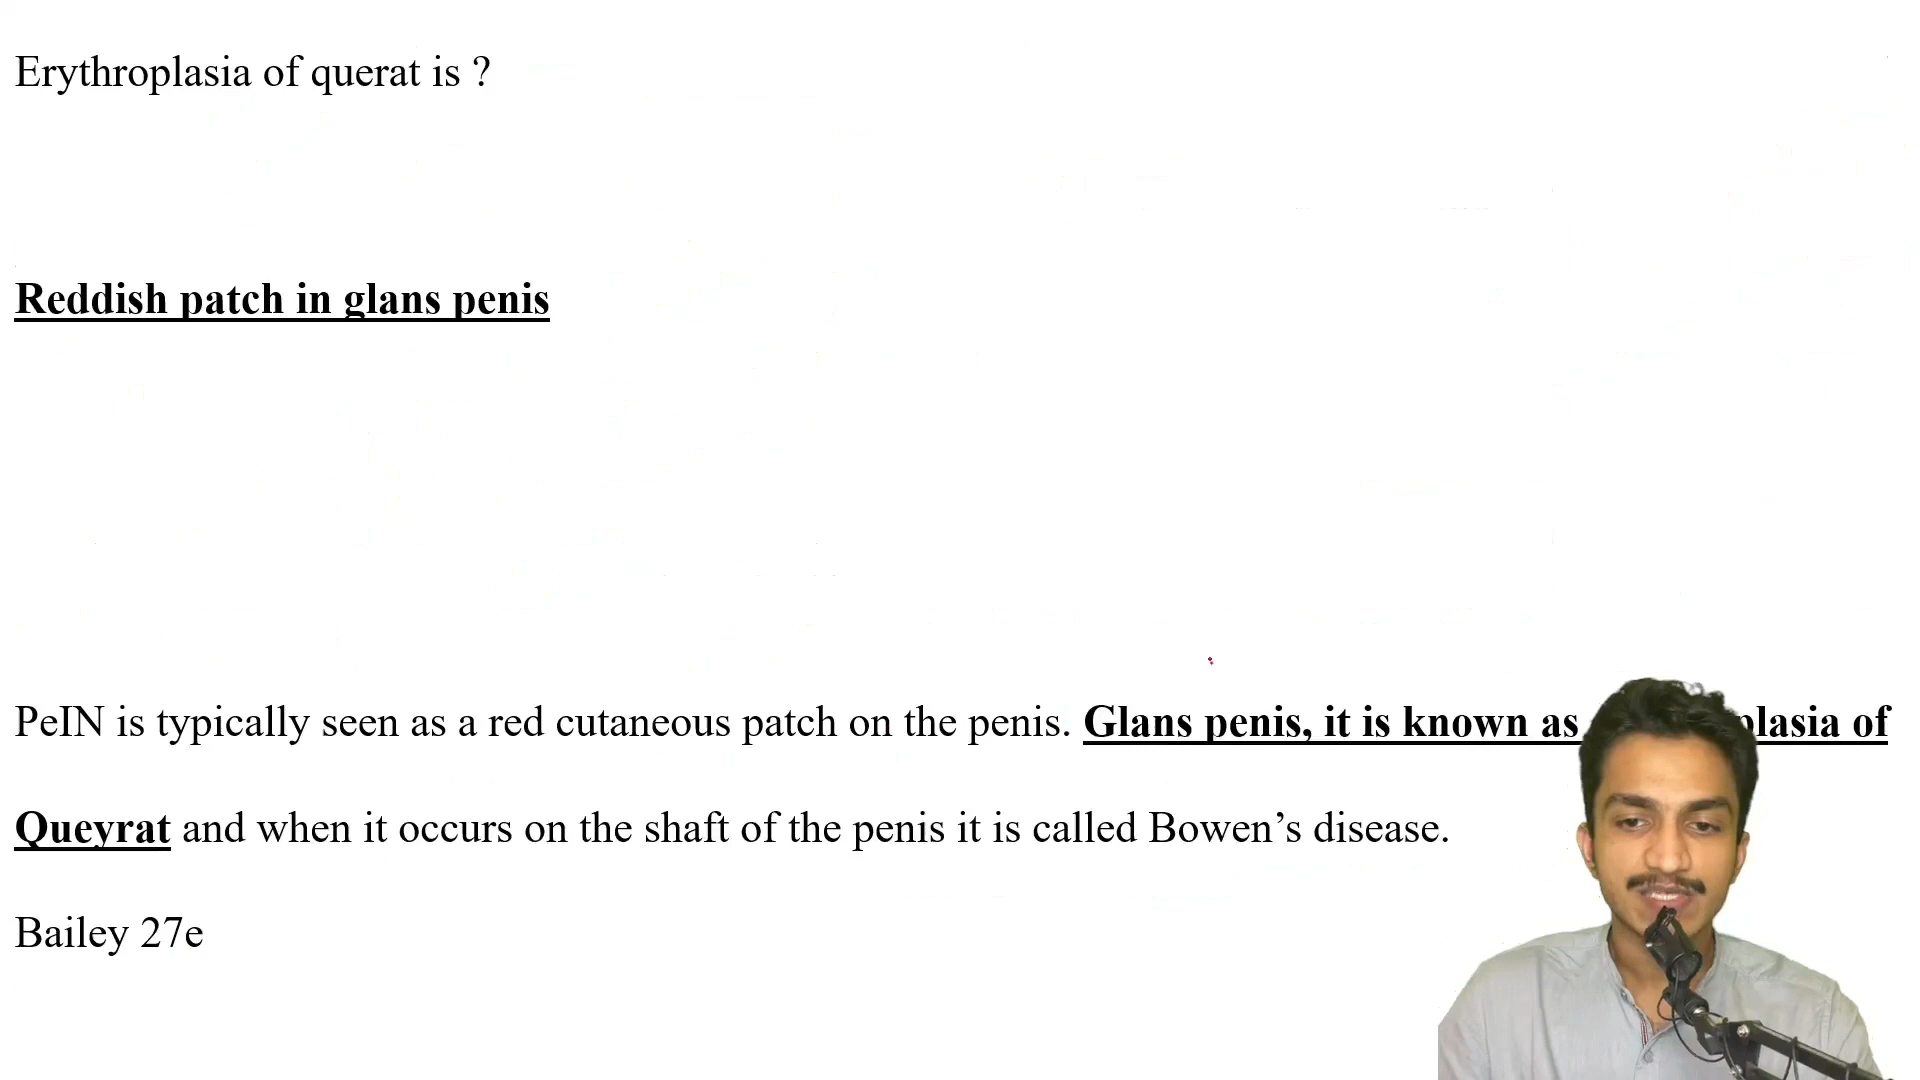 Erythroplasia of querat is ?
Reddish patch in glans penis
PeIN is typically seen as a red cutaneous patch on the penis. Glans penis, it is known as plasia of
Queyrat and when it occurs on the shaft of the penis it is called Bowen’s disease.
Bailey 27e